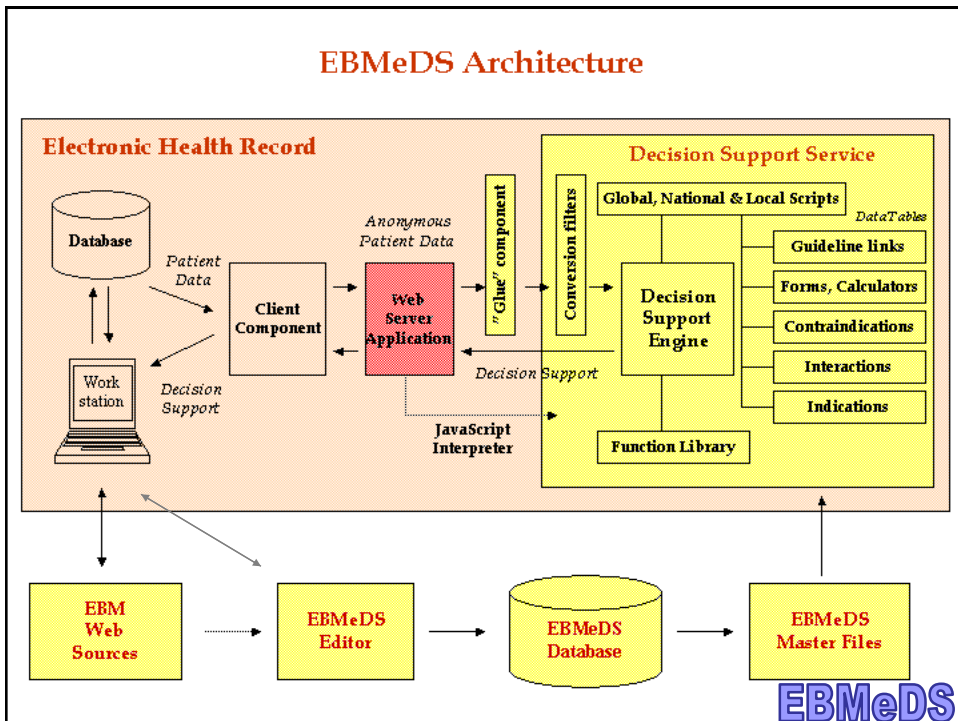 EBMeDS Architecture
Electronic Health Record
Decision Support Service
Database
Patient
Data
Client
Component
Anonymous
Patient Data
Web
Server
Application
"Glue" component
Conversion filters
Global, National & Local Scripts
DataTables
Guideline links
Forms, Calculators
Contraindications
Interactions
Indications
Decision
Support
Engine
Decision Support
Work
station
Decision
Support
JavaScript
Interpreter
Function Library
EBM
Web
Sources
EBMeDS
Editor
EBMeDS
Database
EBMeDS
Master Files
EBMeDS